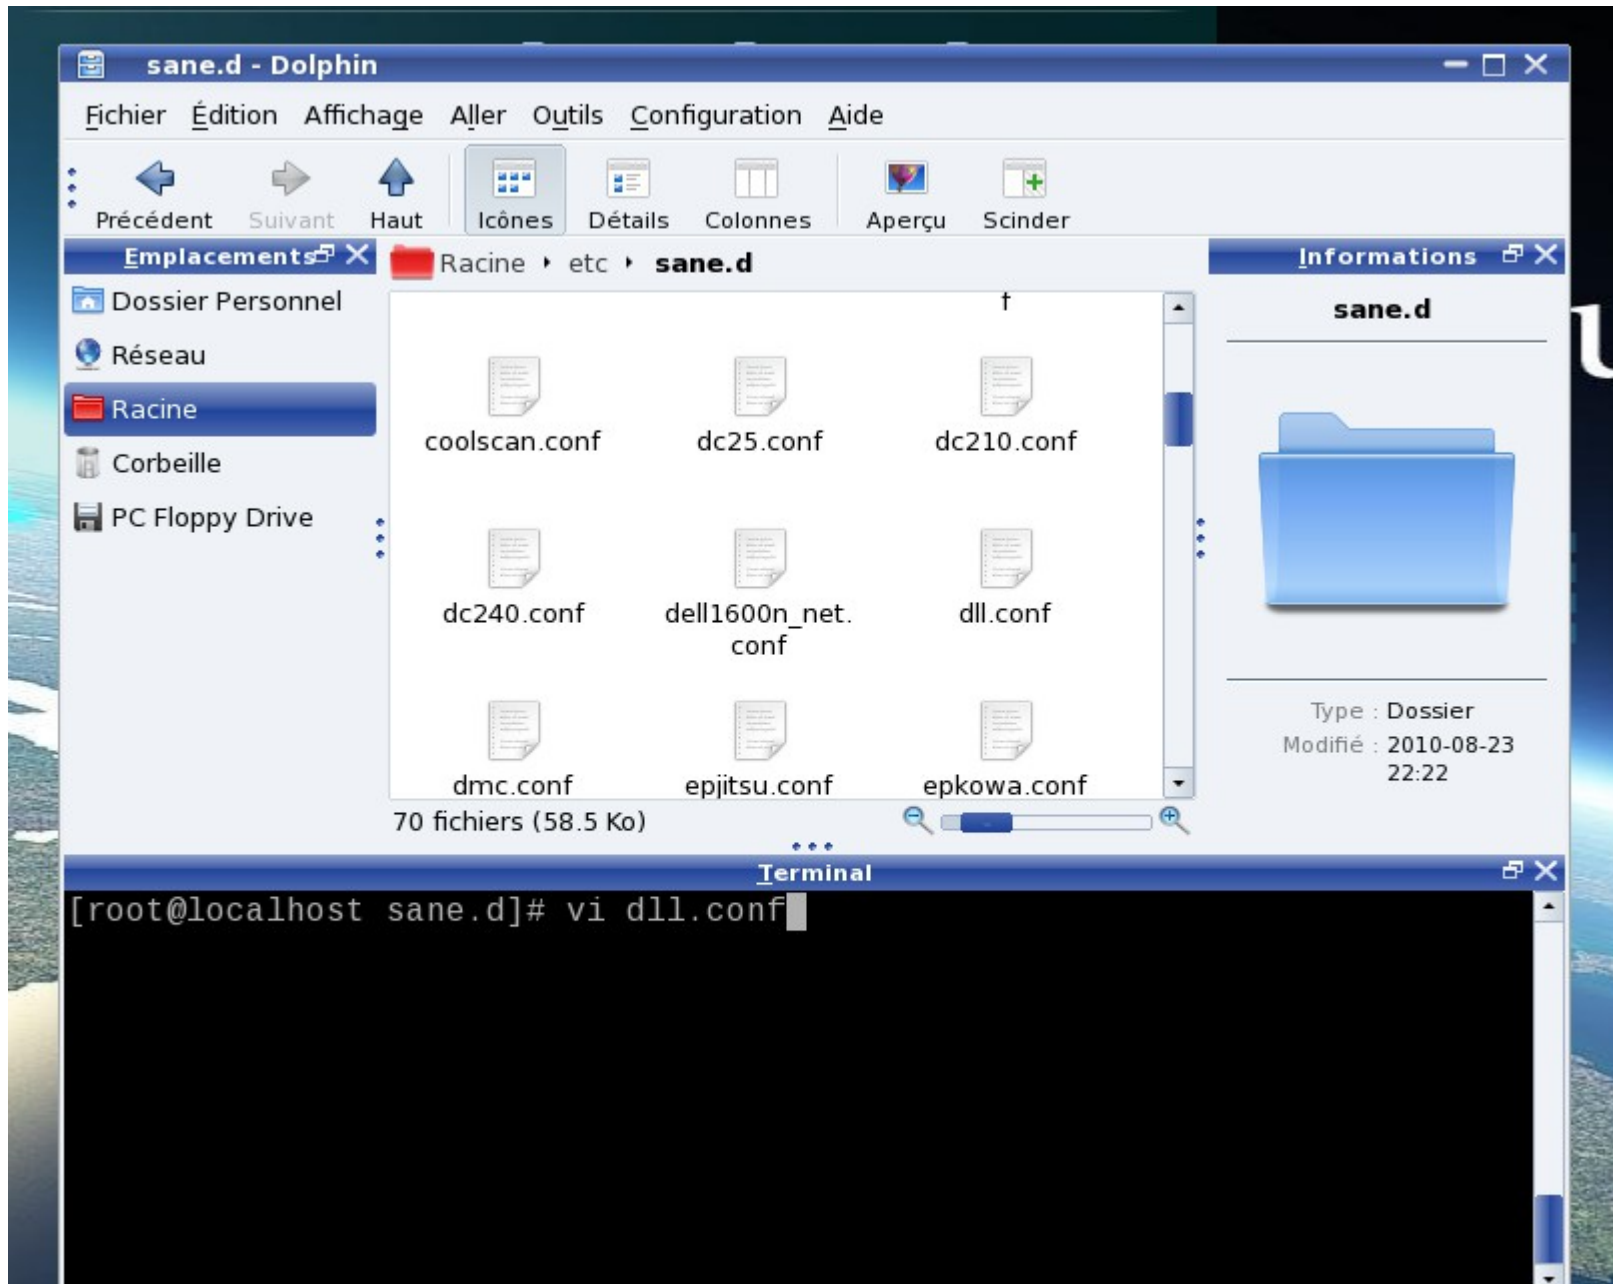 sane.d - Dolphin
Fichier Édition Affichage Aller Outils Configuration Aide
Précédent Suivant Haut Icônes Détails Colonnes Aperçu Scinder
Emplacements
Dossier Personnel
Réseau
Racine
Corbeille
PC Floppy Drive
Racine etc sane.d
f
coolscan.conf dc25.conf dc210.conf
dc240.conf dell1600n_net. dll.conf
conf
dmc.conf epjitsu.conf epkowa.conf
70 fichiers (58.5 Ko)
Informations
sane.d
Type : Dossier
Modifié : 2010-08-23
22:22
Terminal
[root@localhost sane.d]# vi dll.conf